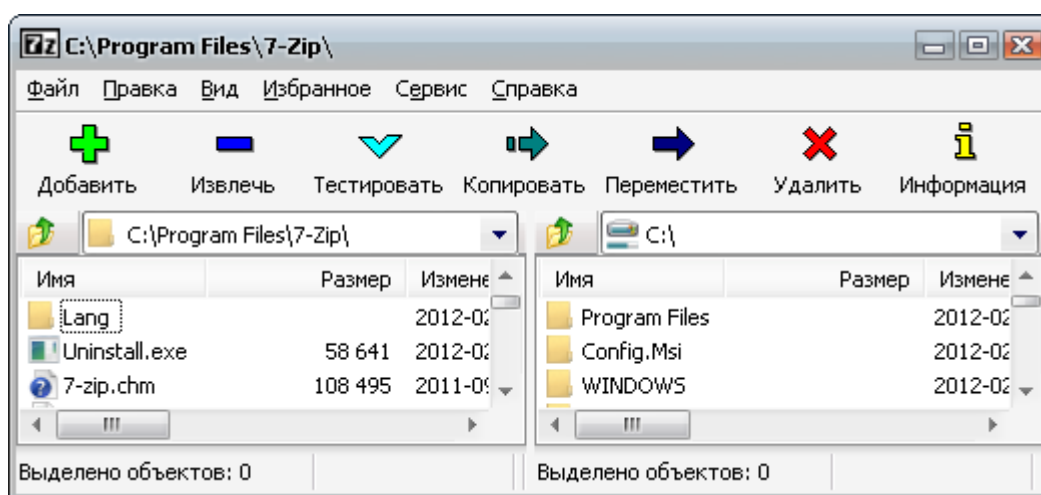 7z C:\Program Files\7-Zip\
Файл Правка Вид Избранное Сервис Справка
Добавить Извлечь Тестировать Копировать Переместить Удалить Информация
C:\Program Files\7-Zip\ C:\
Имя Размер Измене Имя Размер Измене
Lang 2012-02 Program Files 2012-02
Uninstall.exe 58 641 2012-02 Config.Msi 2012-02
7-zip.chm 108 495 2011-09 WINDOWS 2012-02
Выделено объектов: 0 Выделено объектов: 0